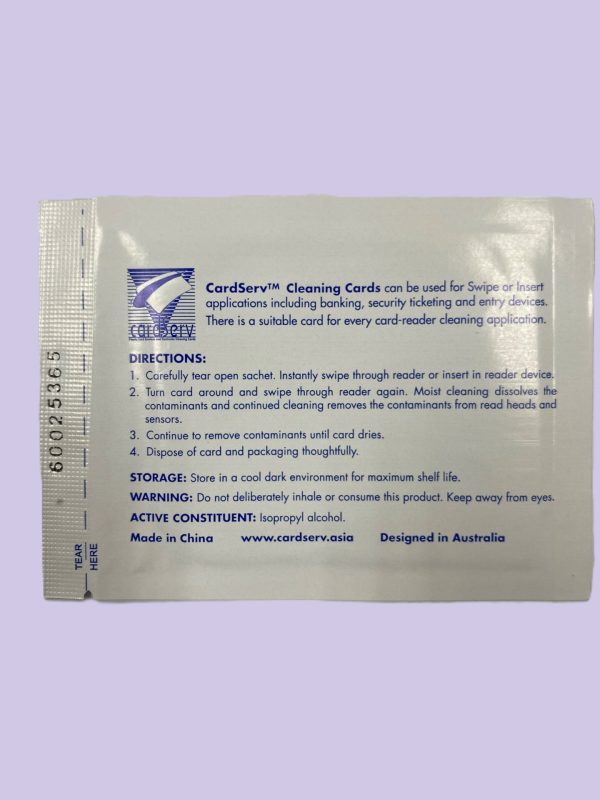 CardServ™ Cleaning Cards can be used for Swipe or Insert
applications including banking, security ticketing and entry devices.
There is a suitable card for every card-reader cleaning application.
cardserv
DIRECTIONS:
1. Carefully tear open sachet. Instantly swipe through reader or insert in reader device.
2. Turn card around and swipe through reader again. Moist cleaning dissolves the
contaminants and continued cleaning removes the contaminants from read heads and
sensors.
3. Continue to remove contaminants until card dries.
4. Dispose of card and packaging thoughtfully.
STORAGE: Store in a cool dark environment for maximum shelf life.
WARNING: Do not deliberately inhale or consume this product. Keep away from eyes.
ACTIVE CONSTITUENT: Isopropyl alcohol.
Made in China www.cardserv.asia Designed in Australia
60025365
TEAR
HERE